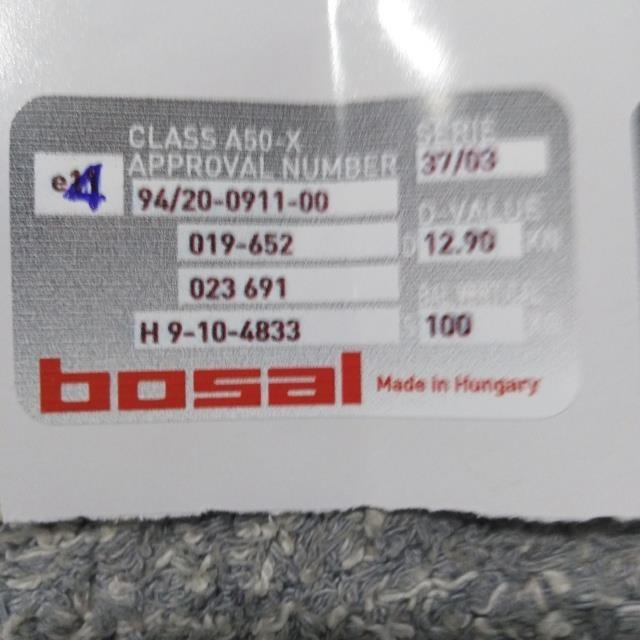 CLASS A50-X
SERIE
APPROVAL NUMBER
37/03
e4
94/20-0911-00
D-VALUE
019-652
D
12.90
KN
023 691
H 9-10-4833
S
100
KG
bosal
Made in Hungary